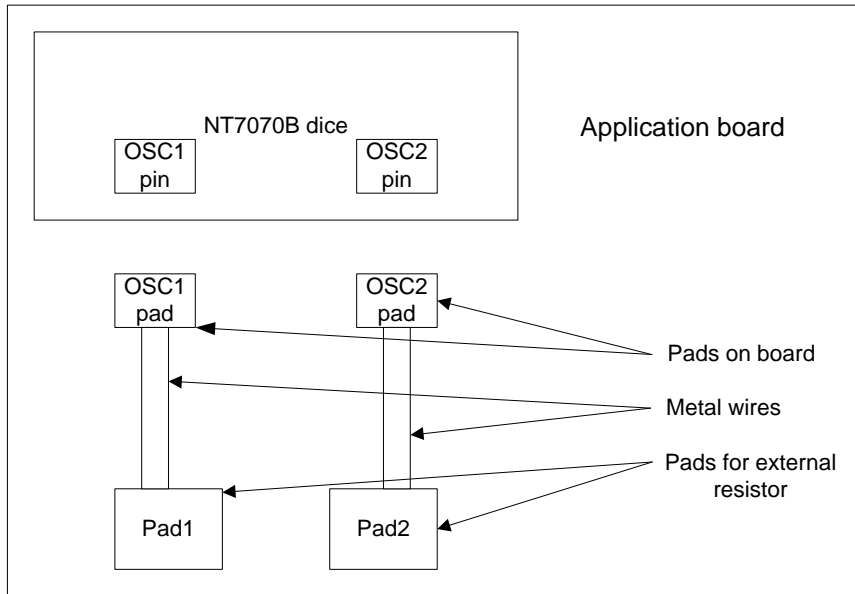 NT7070B dice
Application board
OSC1
pin
OSC2
pin
OSC1
pad
OSC2
pad
Pads on board
Metal wires
Pads for external
resistor
Pad1
Pad2